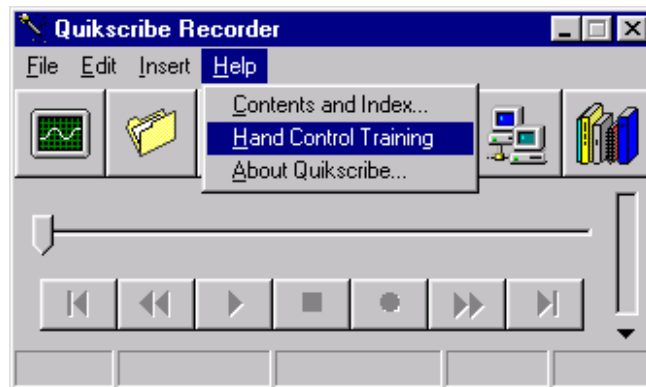 Quikscribe Recorder
File Edit Insert Help
Contents and Index...
Hand Control Training
About Quikscribe...